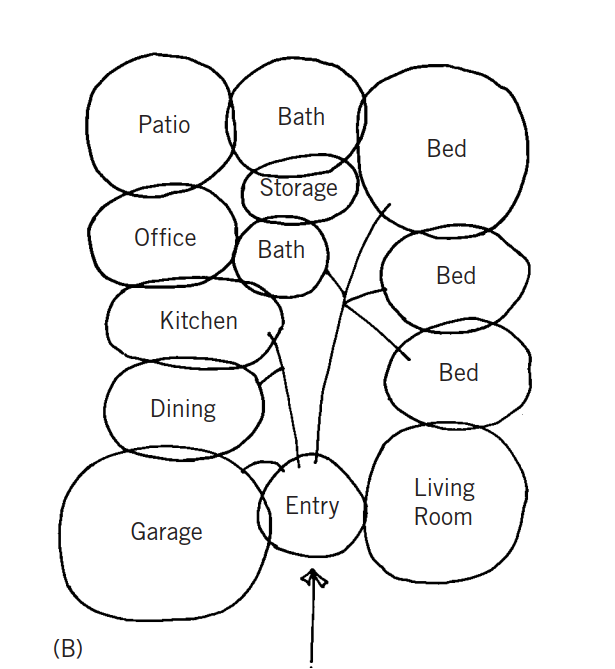 Patio
Bath
Bed
Storage
Office
Bath
Bed
Kitchen
Bed
Dining
Entry
Living
Room
Garage
(B)